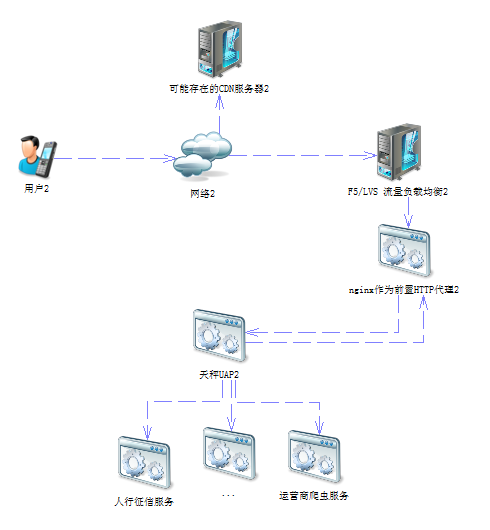 可能存在的CDN服务器2
用户2
网络2
F5/LVS 流量负载均衡2
nginx作为前置HTTP代理2
天秤UAP2
人行征信服务
...
运营商爬虫服务